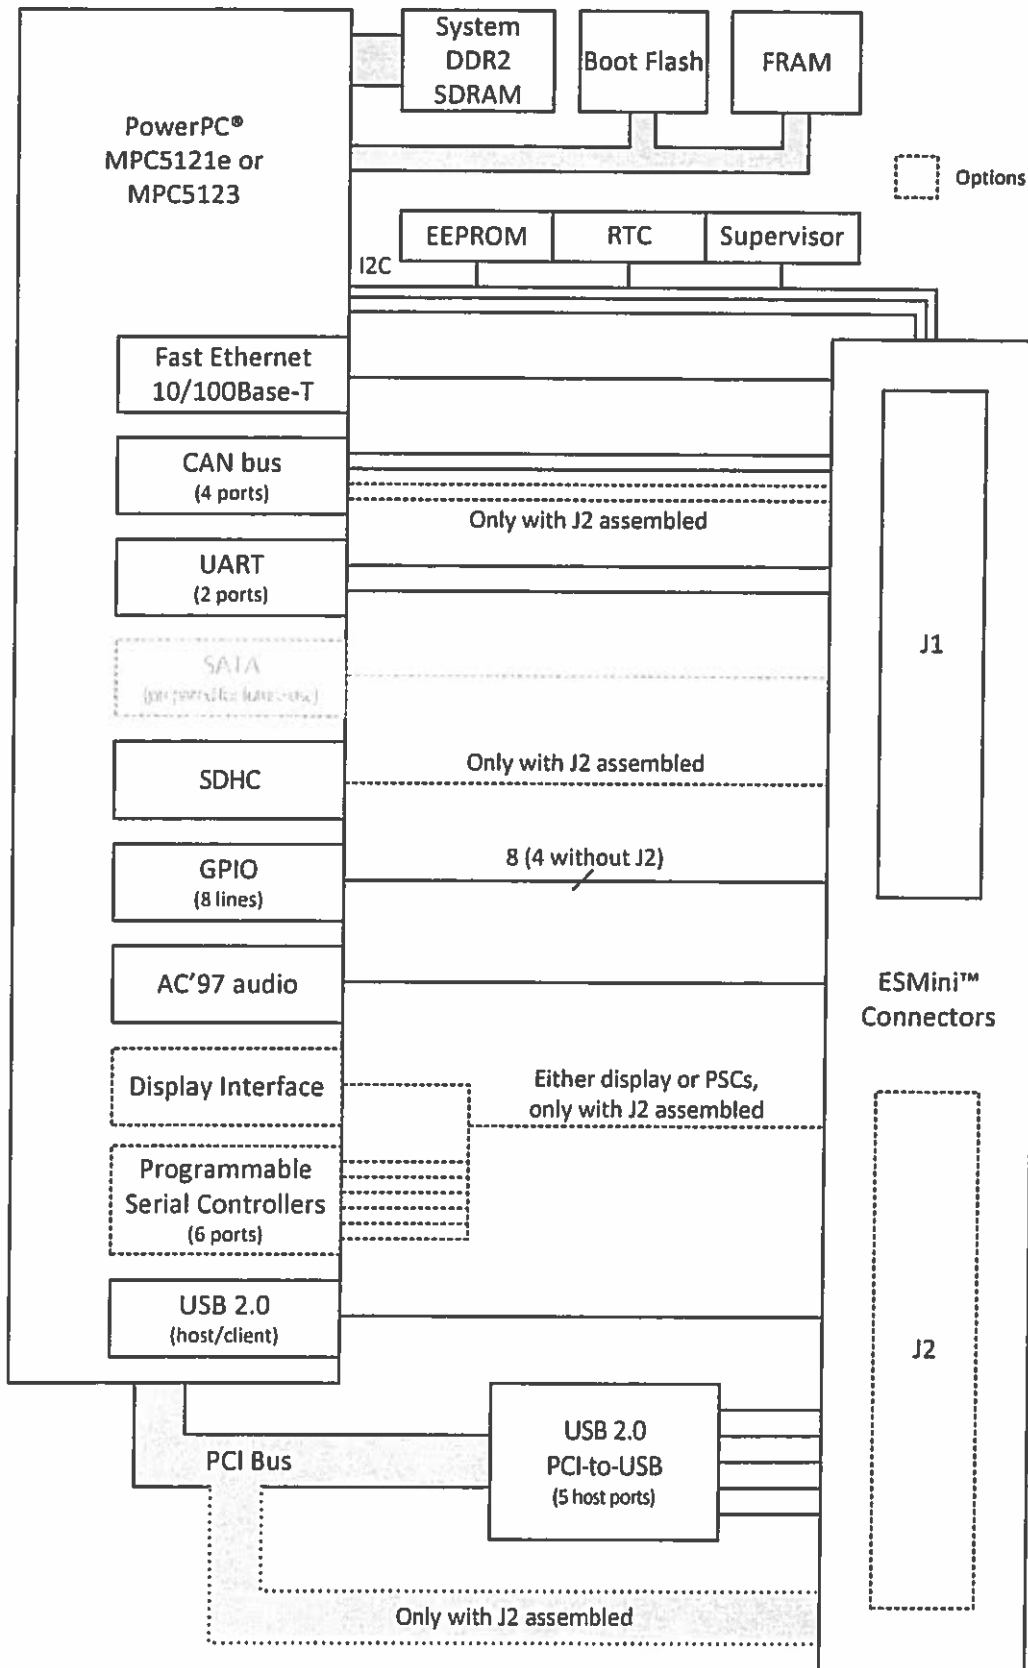 System
DDR2
SDRAM
Boot Flash
FRAM
PowerPC®
MPC5121e or
MPC5123
Options
EEPROM
RTC
Supervisor
I2C
Fast Ethernet
10/100Base-T
CAN bus
(4 ports)
Only with J2 assembled
UART
(2 ports)
J1
SATA
(prepared for future use)
Only with J2 assembled
SDHC
8 (4 without J2)
GPIO
(8 lines)
AC'97 audio
ESMini™
Connectors
Display Interface
Either display or PSCs,
only with J2 assembled
Programmable
Serial Controllers
(6 ports)
USB 2.0
(host/client)
J2
USB 2.0
PCI-to-USB
(5 host ports)
PCI Bus
Only with J2 assembled